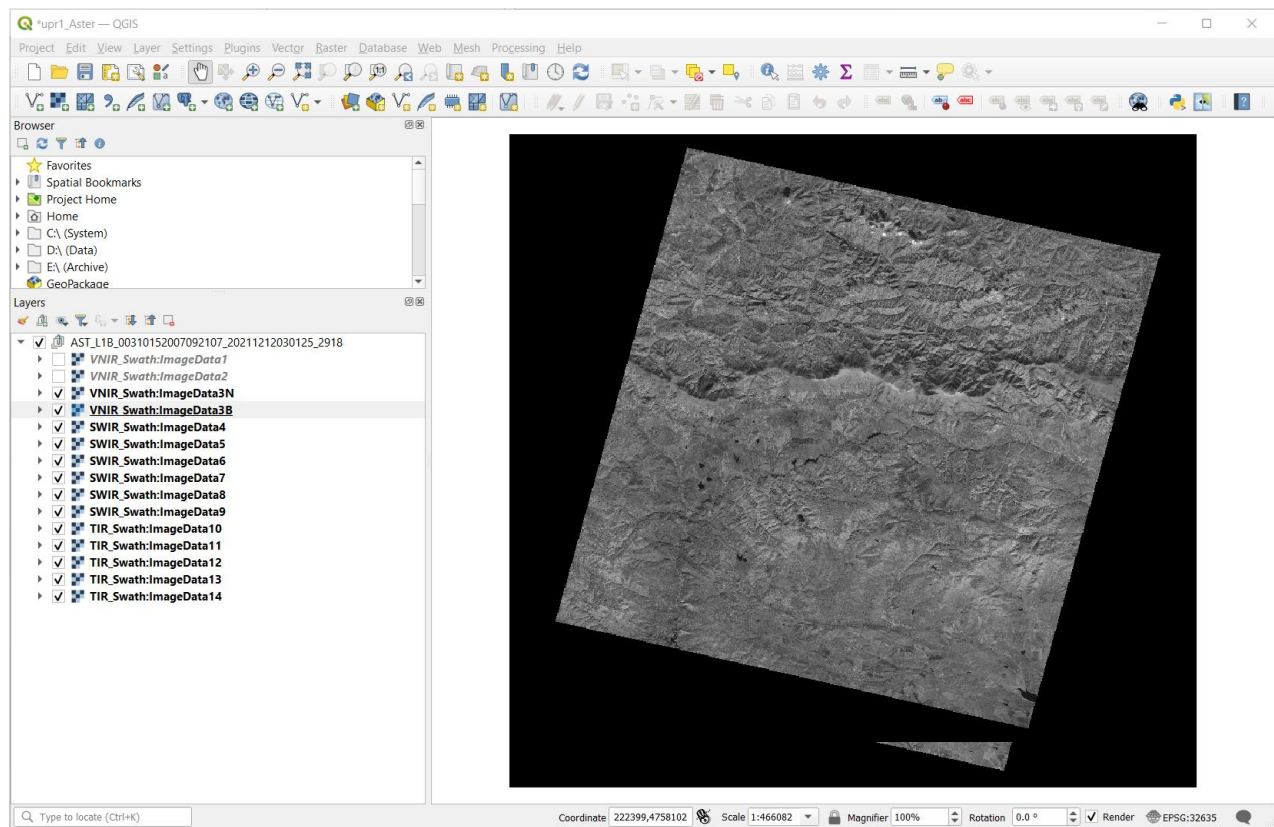 *upr1_Aster — QGIS
Project Edit View Layer Settings Plugins Vector Raster Database Web Mesh Processing Help
Browser
Favorites
Spatial Bookmarks
Project Home
Home
C:\ (System)
D:\ (Data)
E:\ (Archive)
GeoPackage
Layers
AST_L1B_00310152007092107_20211212030125_2918
VNIR_Swath:ImageData1
VNIR_Swath:ImageData2
VNIR_Swath:ImageData3N
VNIR_Swath:ImageData3B
SWIR_Swath:ImageData4
SWIR_Swath:ImageData5
SWIR_Swath:ImageData6
SWIR_Swath:ImageData7
SWIR_Swath:ImageData8
SWIR_Swath:ImageData9
TIR_Swath:ImageData10
TIR_Swath:ImageData11
TIR_Swath:ImageData12
TIR_Swath:ImageData13
TIR_Swath:ImageData14
Type to locate (Ctrl+K) Coordinate 222399,4758102 Scale 1:466082 Magnifier 100% Rotation 0.0 ° Render EPSG:32635